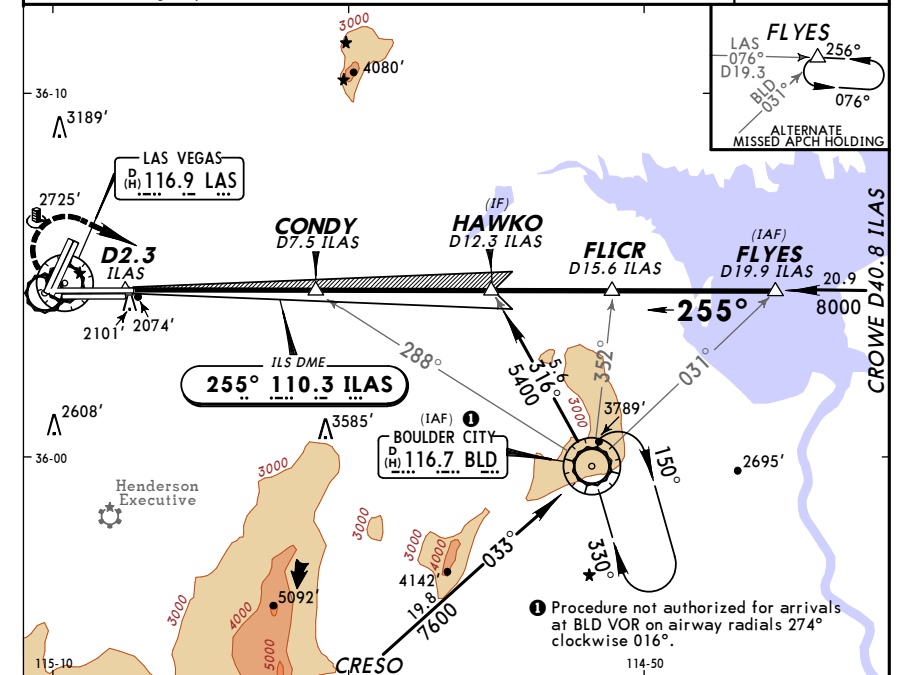 3000
FLYES
LAS
076°
D19.3
256°
BLD
031°
076°
ALTERNATE
MISSED APCH HOLDING
4080'
36-10
3189'
LAS VEGAS
D
(H) 116.9 LAS
2725'
D2.3
ILAS
CONDY
D7.5 ILAS
(IF)
HAWKO
D12.3 ILAS
FLICR
D15.6 ILAS
(IAF)
FLYES
D19.9 ILAS
20.9
8000
CROWE D40.8 ILAS
255°
2101'
2074'
ILS DME
255° 110.3 ILAS
288°
5.6
316°
5400
352°
031°
3000
3789'
2608'
3585'
(IAF) 1
BOULDER CITY
D
(H) 116.7 BLD
150°
2695'
36-00
3000
Henderson
Executive
3000
3000
4000
033°
330°
4142'
19.8
7600
5092'
3000
4000
5000
1 Procedure not authorized for arrivals
at BLD VOR on airway radials 274°
clockwise 016°.
115-10
CRESO
114-50